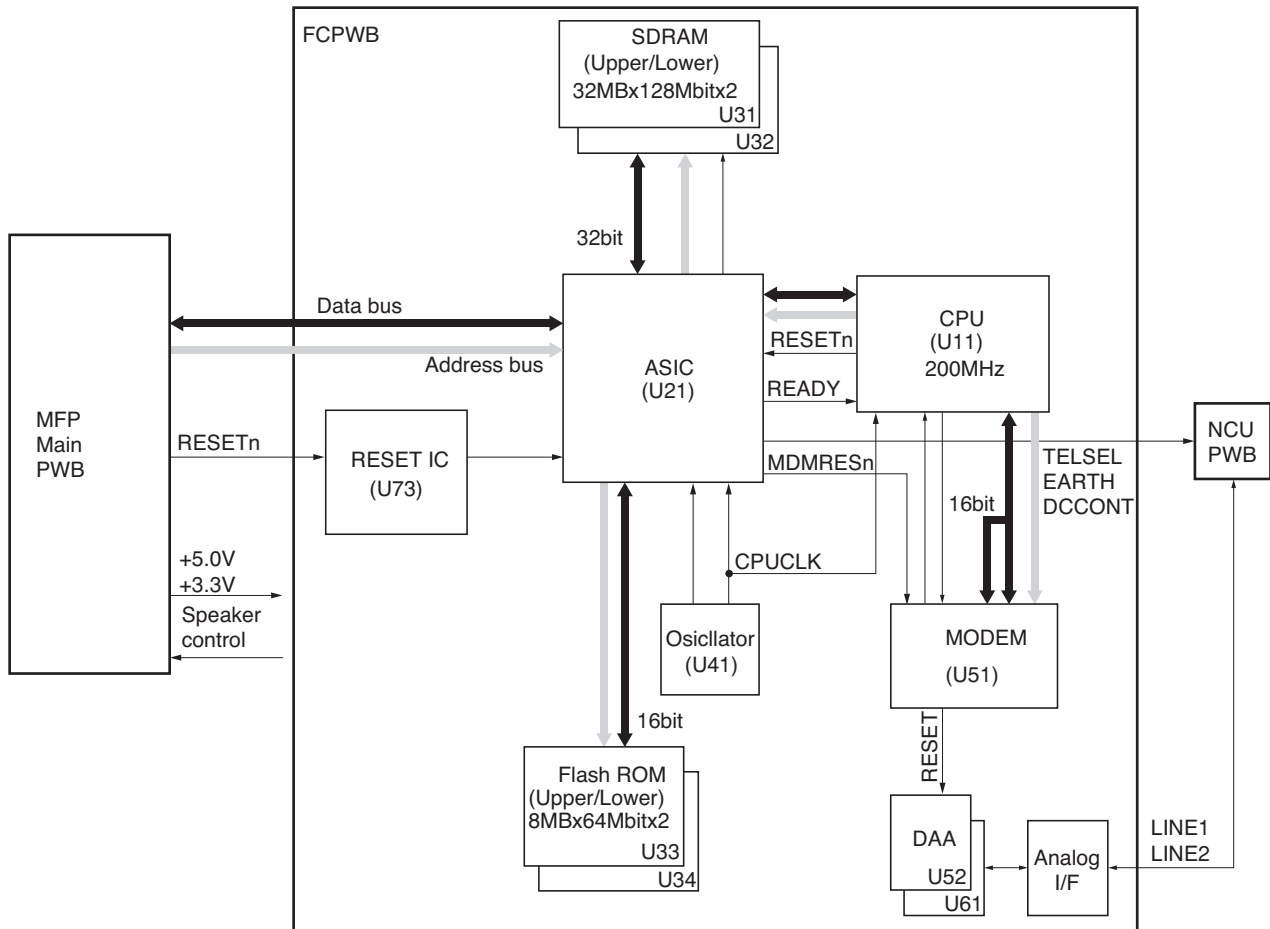 FCPWB
SDRAM
(Upper/Lower)
32MBx128Mbitx2
U31
U32
32bit
Data bus
Address bus
MFP
Main
PWB
RESETn
RESET IC
(U73)
ASIC
(U21)
CPU
(U11)
200MHz
RESETn
READY
MDMRESn
NCU
PWB
TELSEL
EARTH
DCCONT
16bit
CPUCLK
+5.0V
+3.3V
Speaker
control
Osicllator
(U41)
MODEM
(U51)
16bit
RESET
Flash ROM
(Upper/Lower)
8MBx64Mbitx2
U33
U34
DAA
U52
U61
Analog
I/F
LINE1
LINE2